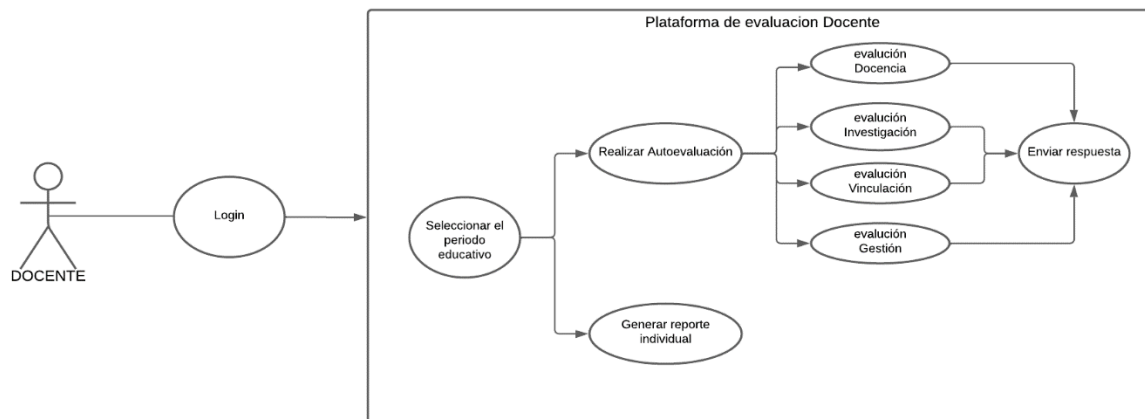 Plataforma de evaluacion Docente
DOCENTE
Login
Seleccionar el
periodo
educativo
Realizar Autoevaluación
Generar reporte
individual
evalución
Docencia
evalución
Investigación
evalución
Vinculación
evalución
Gestión
Enviar respuesta